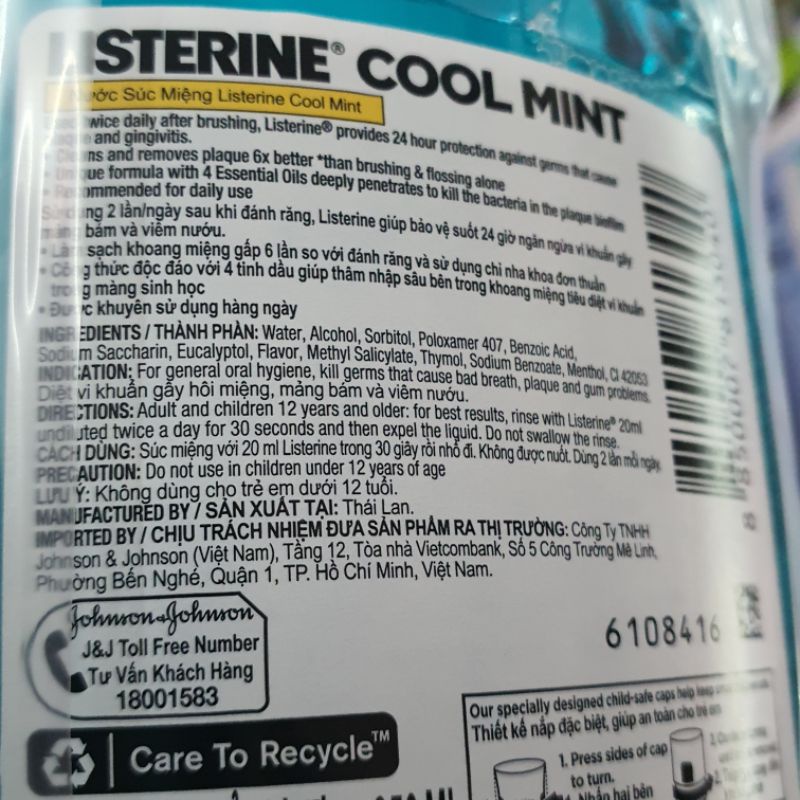 LISTERINE® COOL MINT
Nước Súc Miệng Listerine Cool Mint
twice daily after brushing, Listerine® provides 24 hour protection against germs that cause
and gingivitis.
and removes plaque 6x better *than brushing & flossing alone
formula with 4 Essential Oils deeply penetrates to kill the bacteria in the plaque biofilm
Recommended for daily use
Sử dụng 2 lần/ngày sau khi đánh răng, Listerine giúp bảo vệ suốt 24 giờ ngăn ngừa vi khuẩn gây
mảng bám và viêm nướu.
• Làm sạch khoang miệng gấp 6 lần so với đánh răng và sử dụng chỉ nha khoa đơn thuần
• Công thức độc đáo với 4 tinh dầu giúp thâm nhập sâu bên trong khoang miệng tiêu diệt vi khuẩn
trong màng sinh học
• Được khuyên sử dụng hàng ngày
INGREDIENTS / THÀNH PHẦN: Water, Alcohol, Sorbitol, Poloxamer 407, Benzoic Acid,
Sodium Saccharin, Eucalyptol, Flavor, Methyl Salicylate, Thymol, Sodium Benzoate, Menthol, CI 42053
INDICATION: For general oral hygiene, kill germs that cause bad breath, plaque and gum problems.
Diệt vi khuẩn gây hôi miệng, mảng bám và viêm nướu.
DIRECTIONS: Adult and children 12 years and older: for best results, rinse with Listerine® 20ml
undiluted twice a day for 30 seconds and then expel the liquid. Do not swallow the rinse.
CÁCH DÙNG: Súc miệng với 20 ml Listerine trong 30 giây rồi nhổ đi. Không được nuốt. Dùng 2 lần mỗi ngày.
PRECAUTION: Do not use in children under 12 years of age
LƯU Ý: Không dùng cho trẻ em dưới 12 tuổi.
MANUFACTURED BY / SẢN XUẤT TẠI: Thái Lan.
IMPORTED BY / CHỊU TRÁCH NHIỆM ĐƯA SẢN PHẨM RA THỊ TRƯỜNG: Công Ty TNHH
Johnson & Johnson (Việt Nam), Tầng 12, Tòa nhà Vietcombank, Số 5 Công Trường Mê Linh,
Phường Bến Nghé, Quận 1, TP. Hồ Chí Minh, Việt Nam.
Johnson & Johnson
J&J Toll Free Number
Tư Vấn Khách Hàng
18001583
6108416
Care To Recycle™
Our specially designed child-safe caps help keep
Thiết kế nắp đặc biệt, giúp an toàn cho trẻ em
1. Press sides of cap
to turn.
Nhấn hai bên